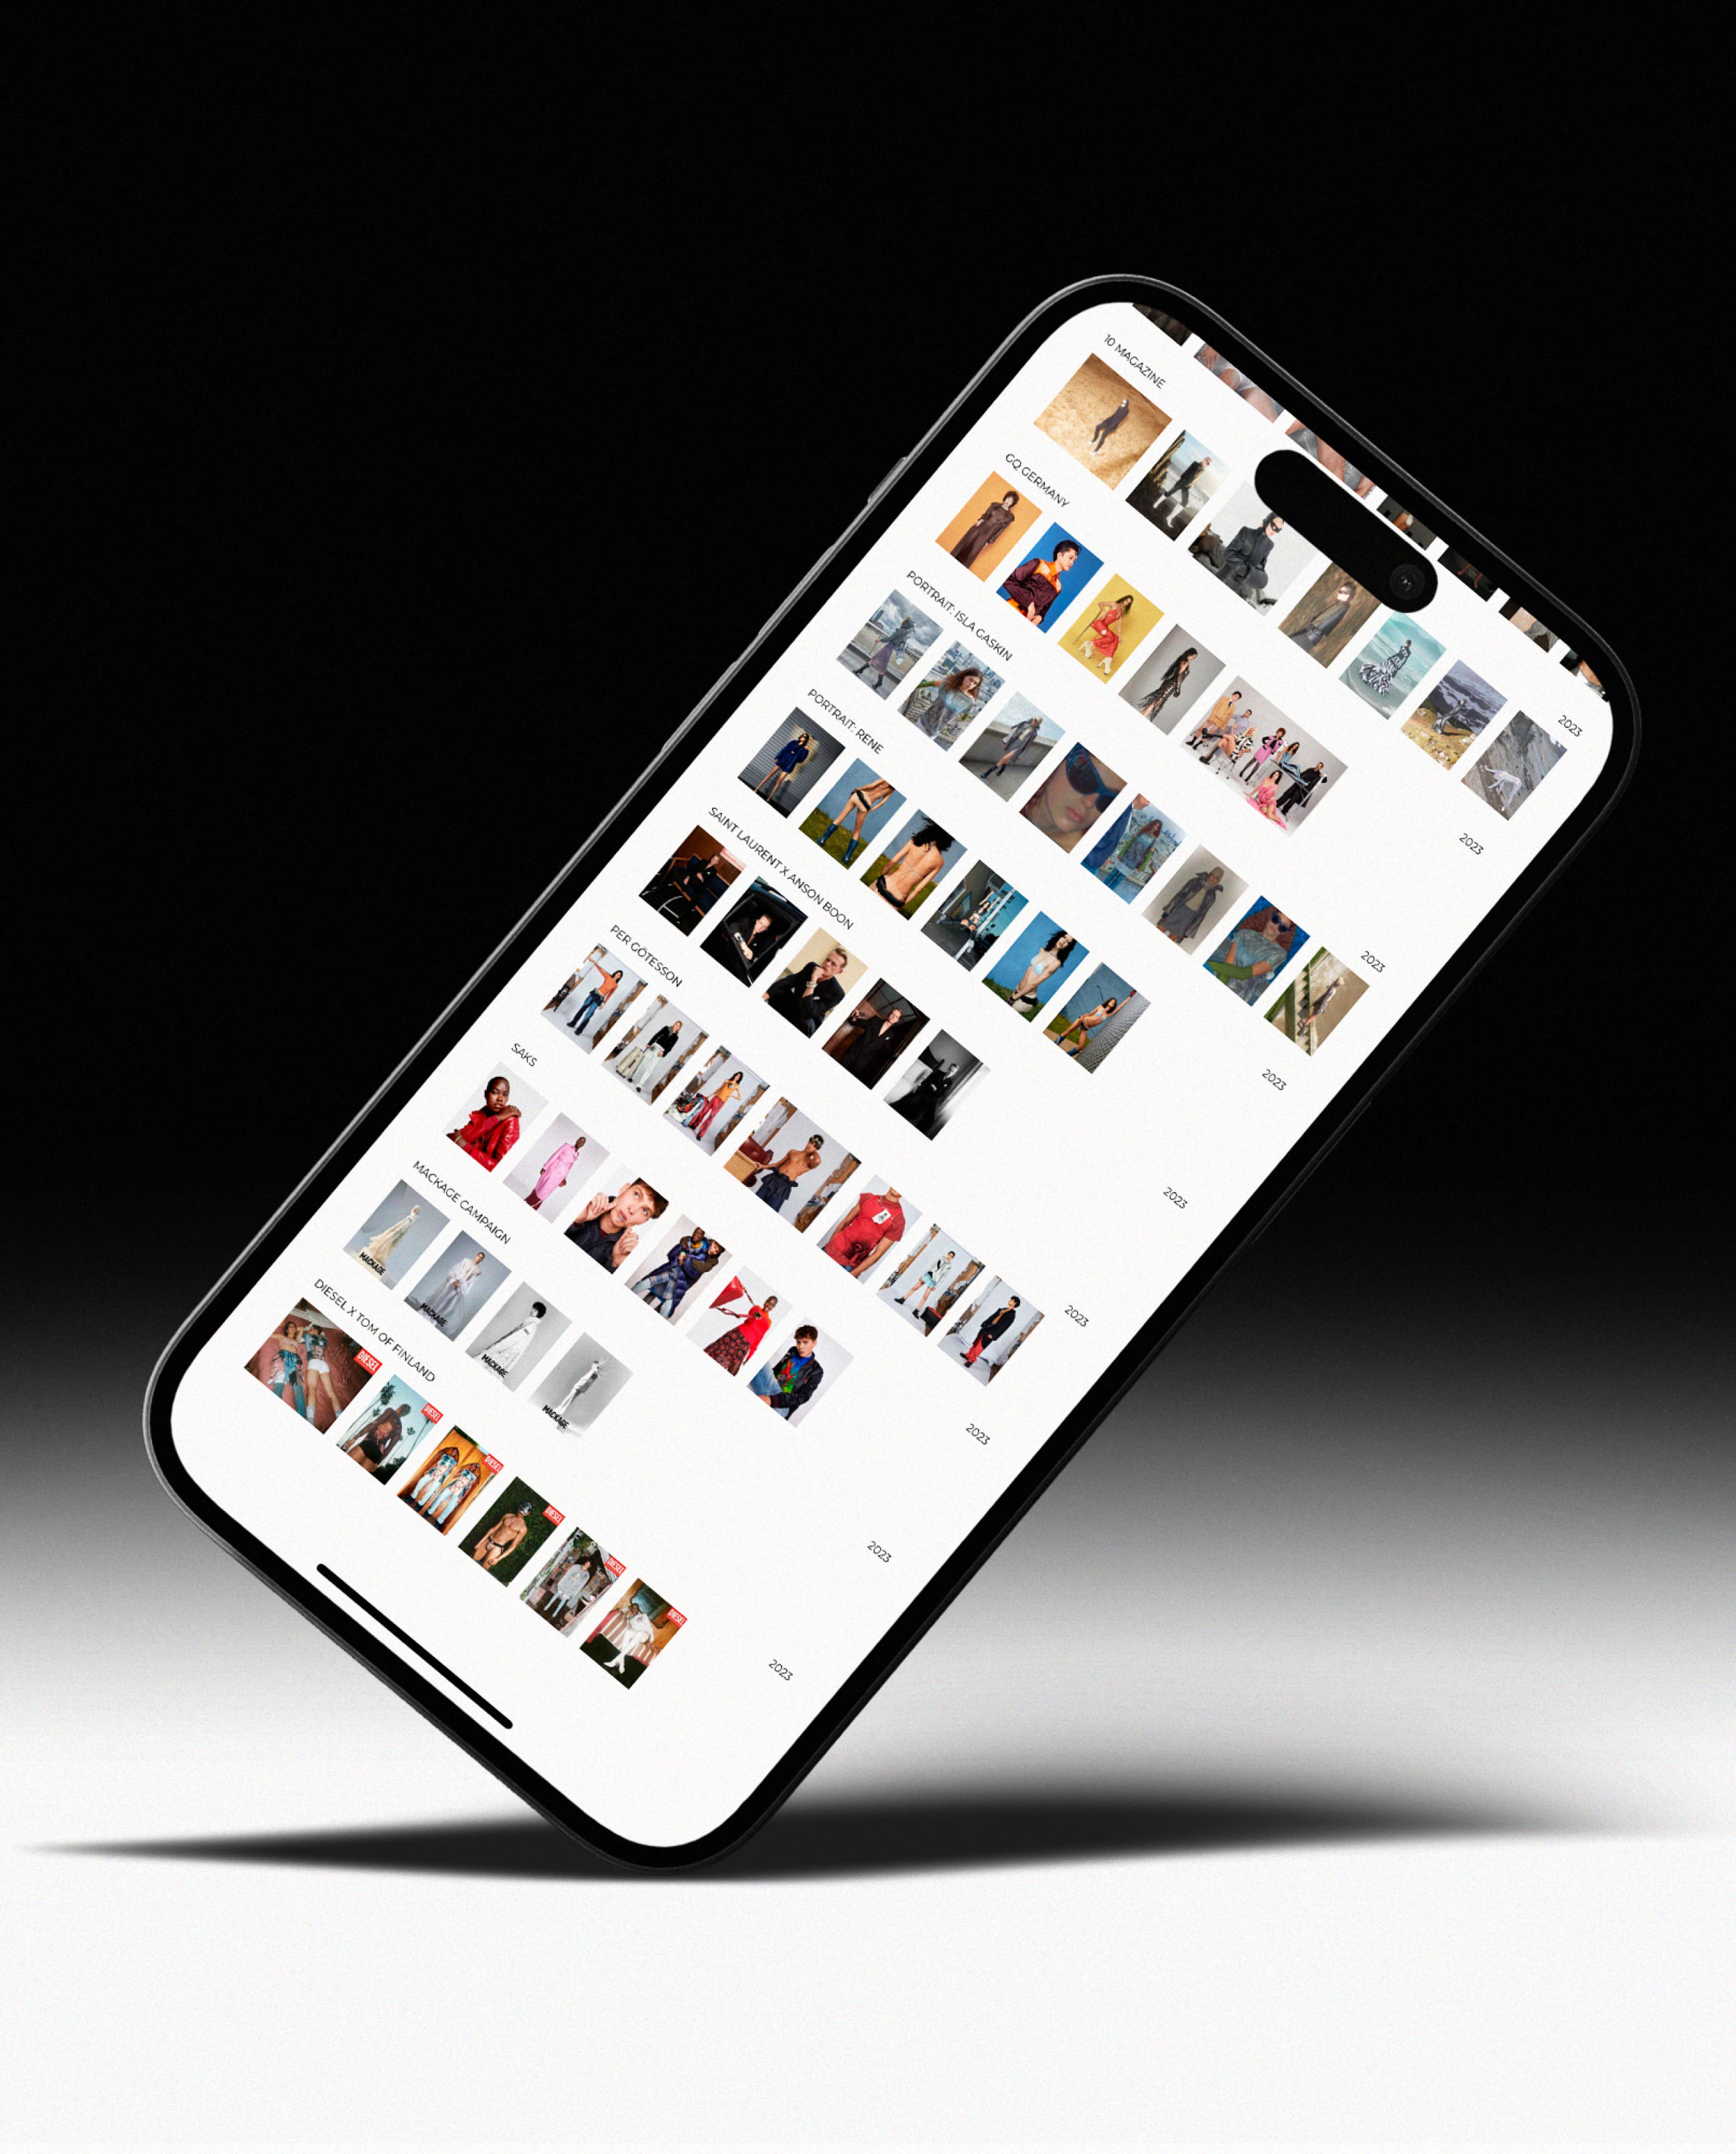 10 MAGAZINE
2023
GQ GERMANY
2023
PORTRAIT: ISLA GASKIN
2023
PORTRAIT: RENE
2023
SAINT LAURENT X ANSON BOON
2023
PER GÖTESSON
2023
SAKS
2023
MACKAGE CAMPAIGN
MACKAGE
MACKAGE
MACKAGE
MACKAGE
2023
DIESEL X TOM OF FINLAND
DIESEL
DIESEL
DIESEL
DIESEL
DIESEL
DIESEL
2023